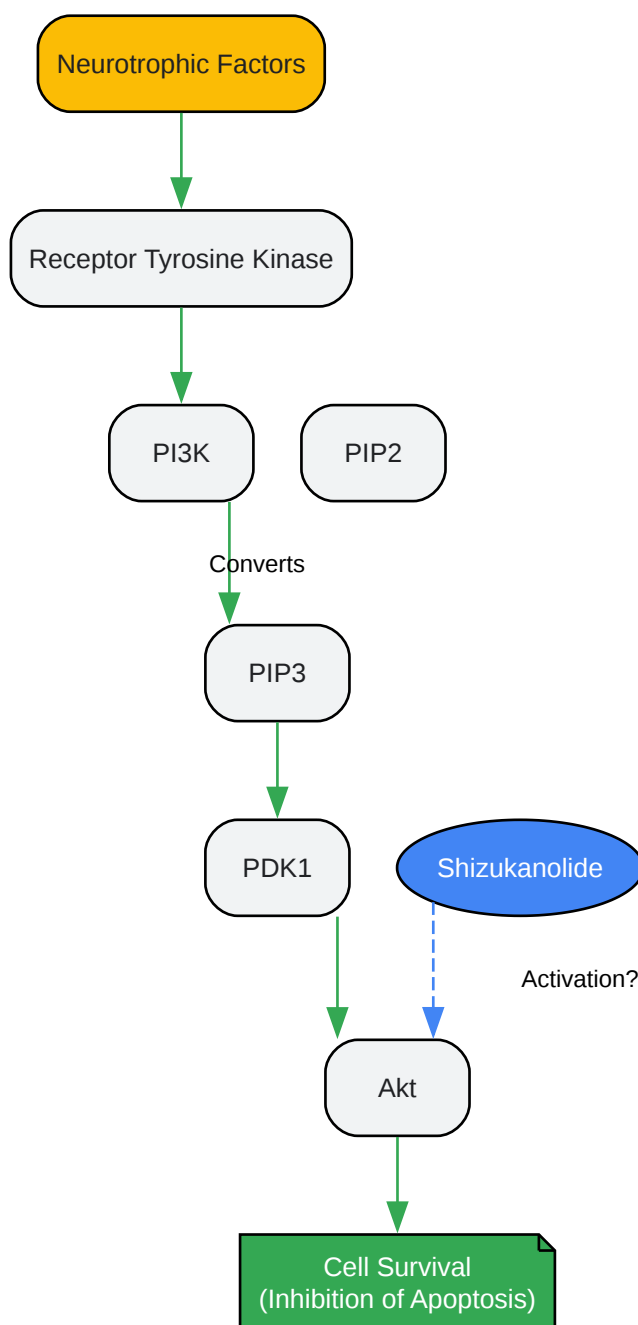 Neurotrophic Factors
Receptor Tyrosine Kinase
PI3K
PIP2
Converts
PIP3
PDK1
Shizukanolide
Activation?
Akt
Cell Survival
(Inhibition of Apoptosis)